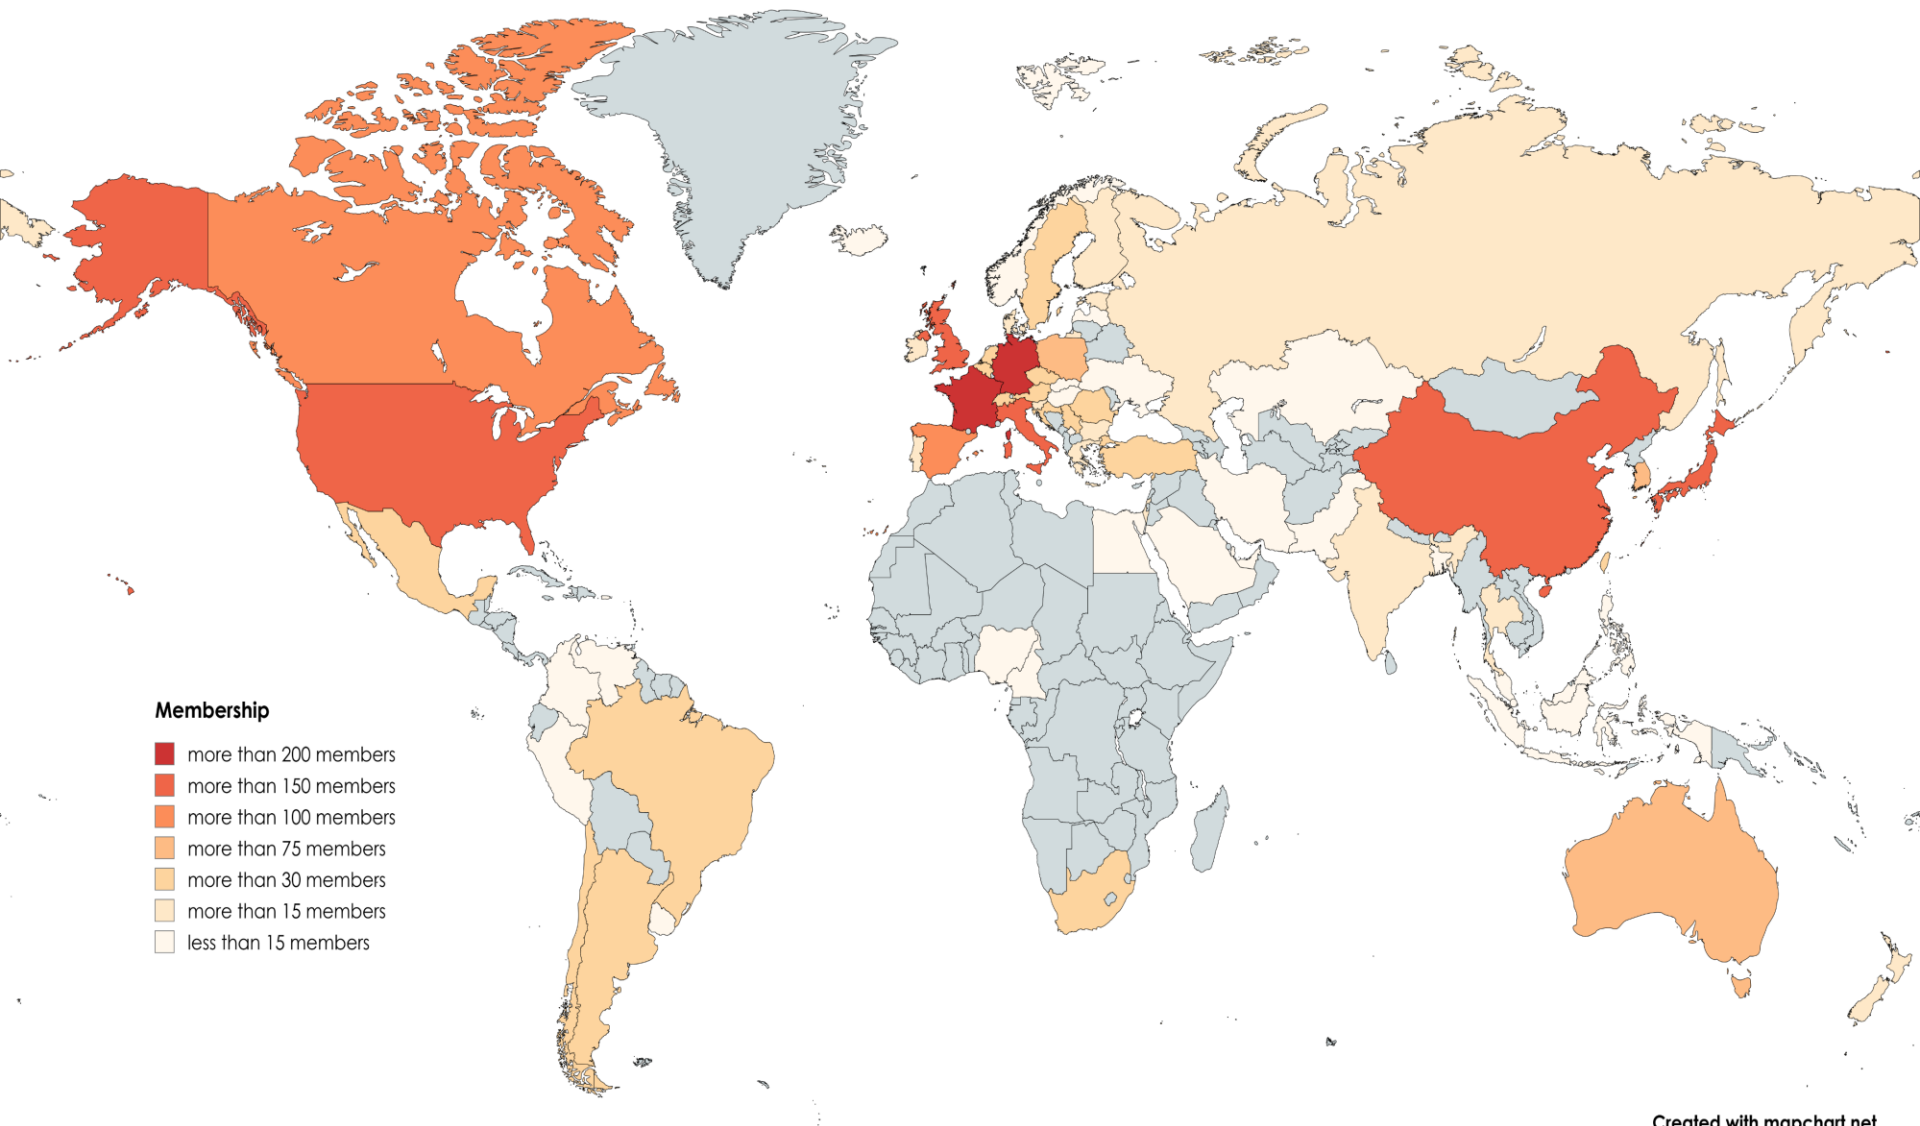 Membership
more than 200 members
more than 150 members
more than 100 members
more than 75 members
more than 30 members
more than 15 members
less than 15 members
Created with mapchart.net